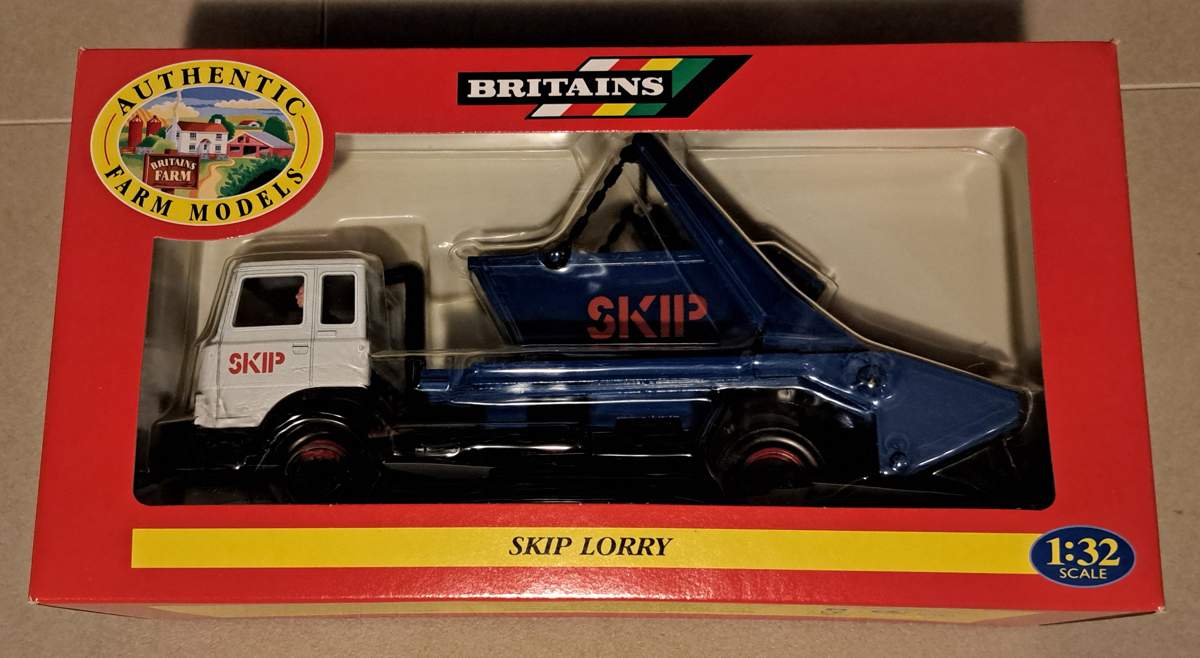 AUTHENTIC
BRITAINS
FARM
FARM MODELS
BRITAINS
SKIP
SKIP
SKIP LORRY
1:32
SCALE